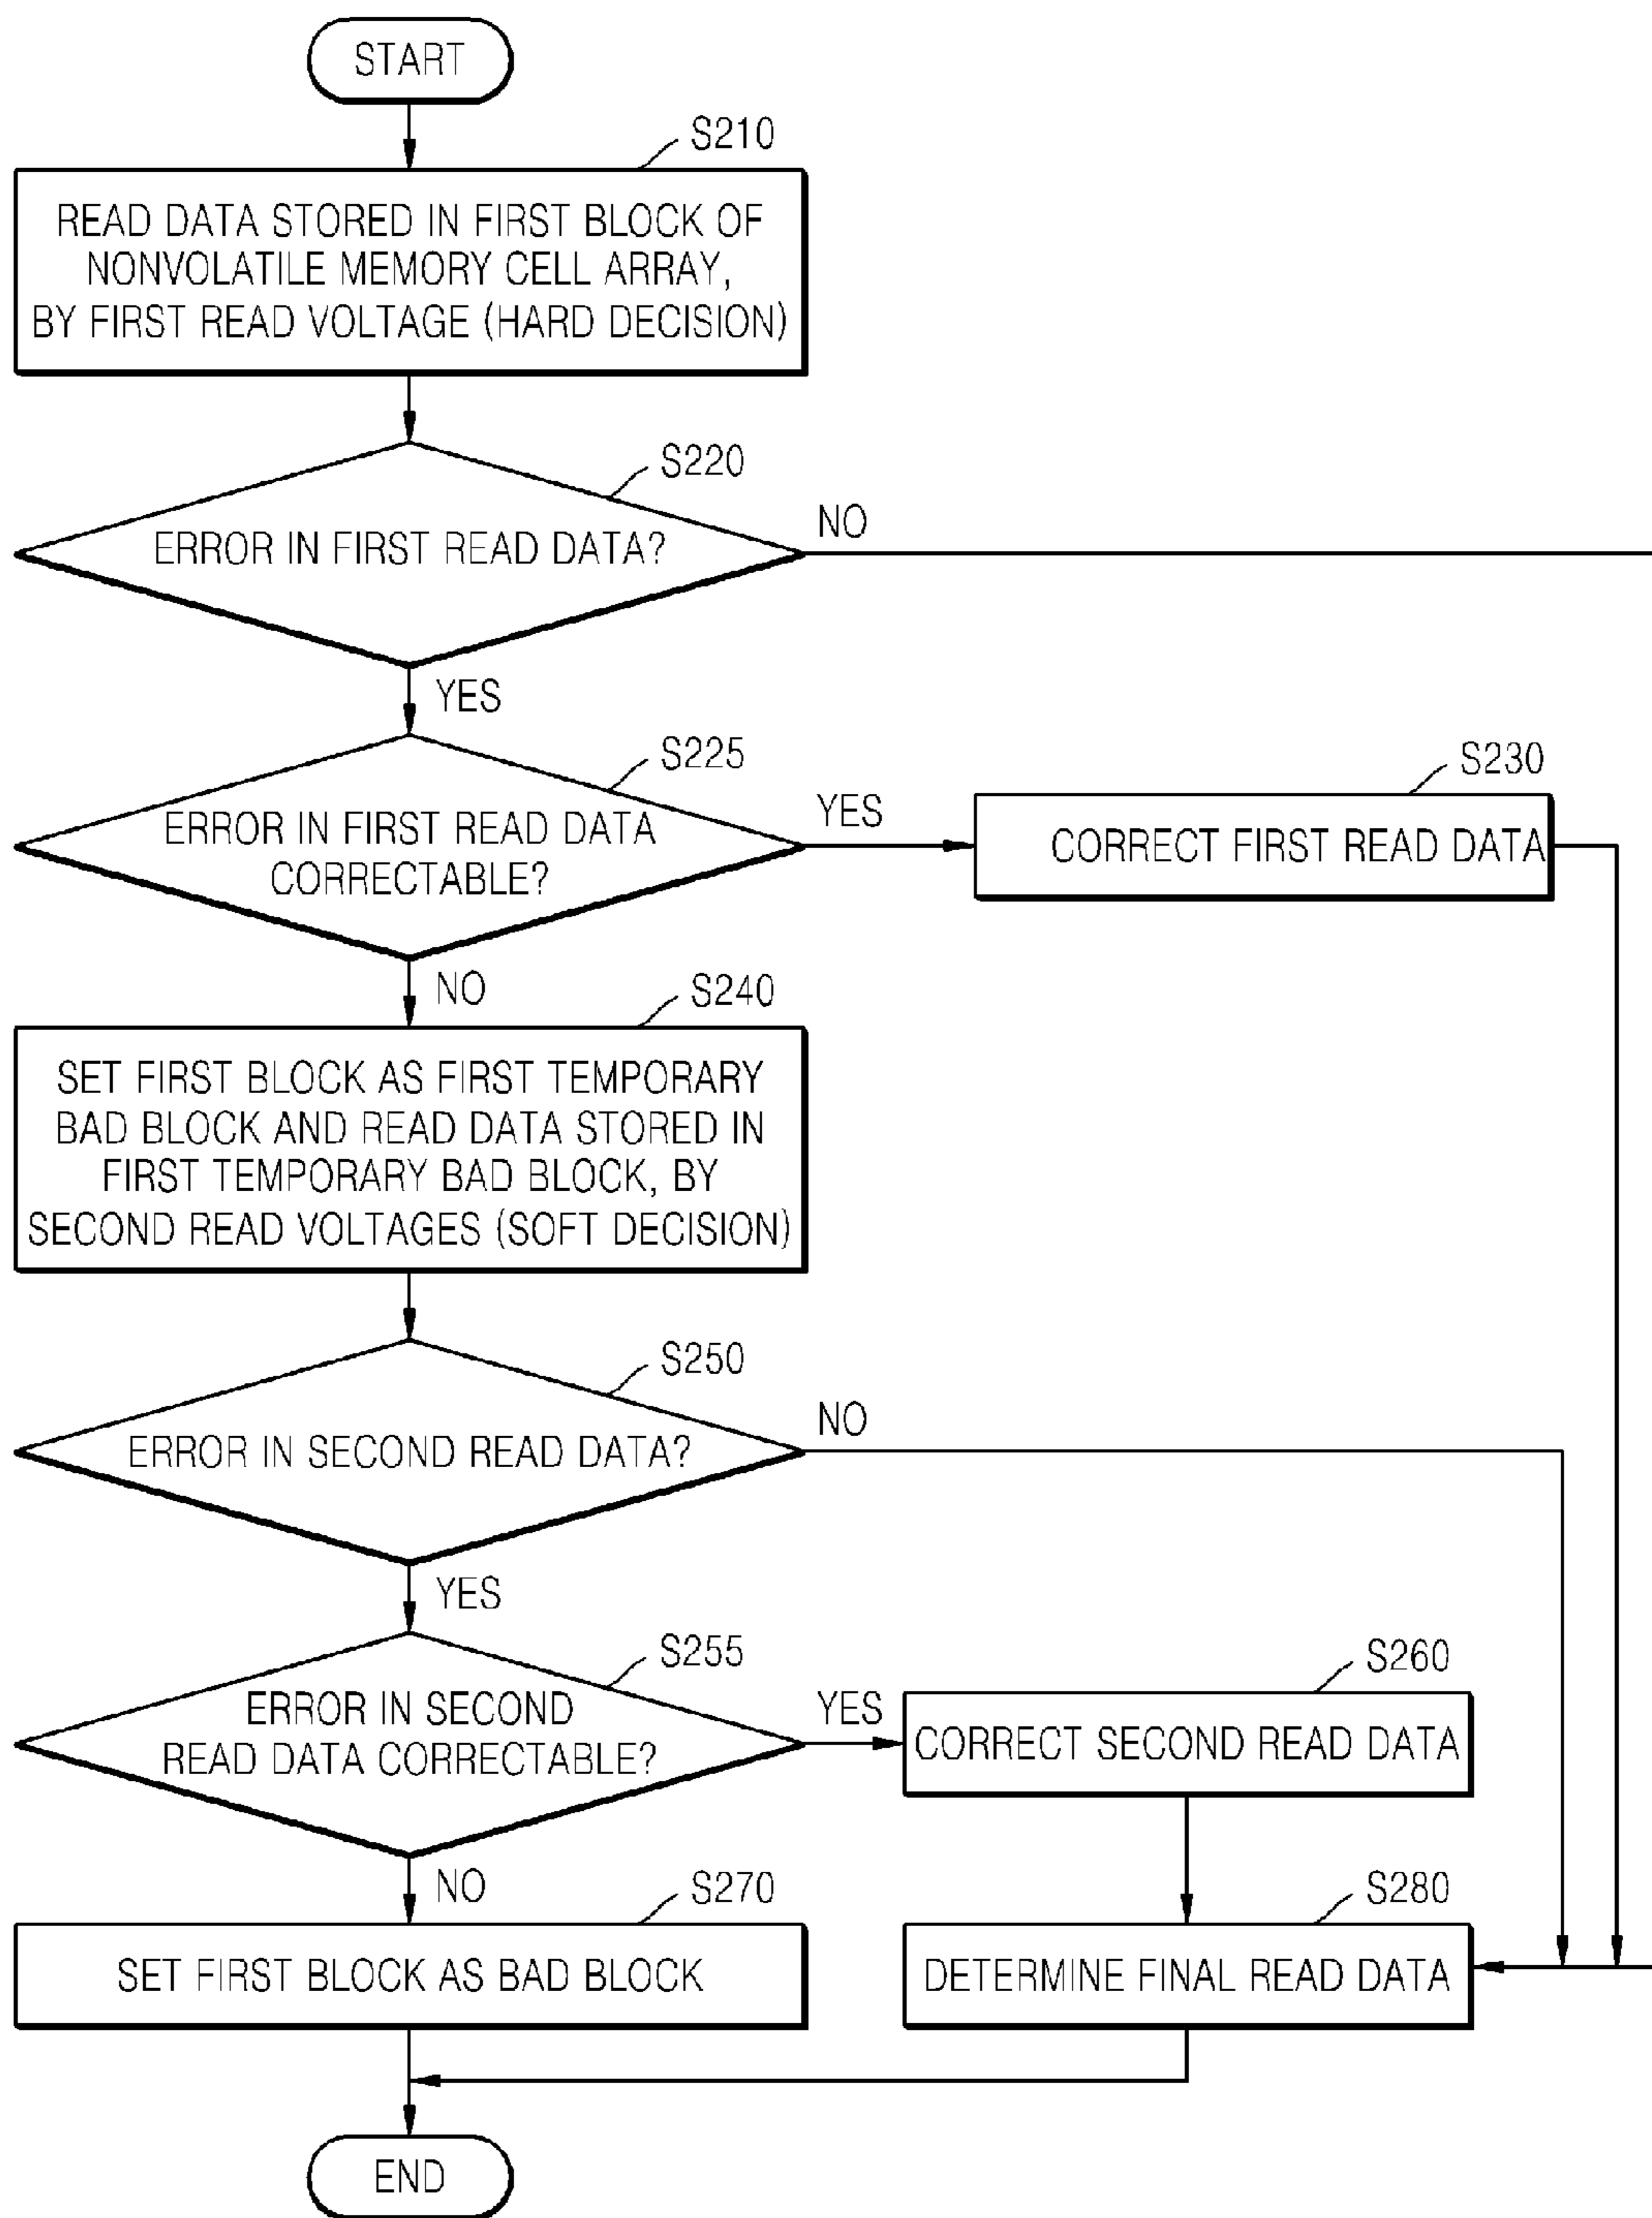 START
S210
READ DATA STORED IN FIRST BLOCK OF
NONVOLATILE MEMORY CELL ARRAY,
BY FIRST READ VOLTAGE (HARD DECISION)
S220
ERROR IN FIRST READ DATA?
NO
YES
S225
ERROR IN FIRST READ DATA
CORRECTABLE?
YES
S230
CORRECT FIRST READ DATA
NO
S240
SET FIRST BLOCK AS FIRST TEMPORARY
BAD BLOCK AND READ DATA STORED IN
FIRST TEMPORARY BAD BLOCK, BY
SECOND READ VOLTAGES (SOFT DECISION)
S250
ERROR IN SECOND READ DATA?
NO
YES
S255
ERROR IN SECOND
READ DATA CORRECTABLE?
YES
S260
CORRECT SECOND READ DATA
NO
S270
SET FIRST BLOCK AS BAD BLOCK
S280
DETERMINE FINAL READ DATA
END